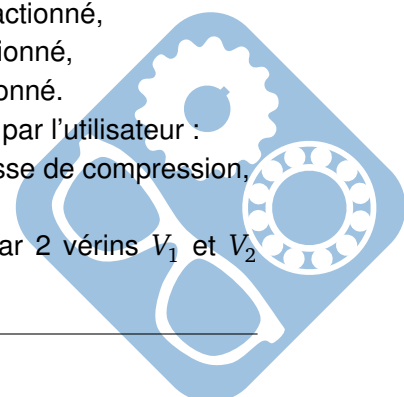 actionné,
ionné,
onné.
par l'utilisateur :
sse de compression,
ar 2 vérins V₁ et V₂